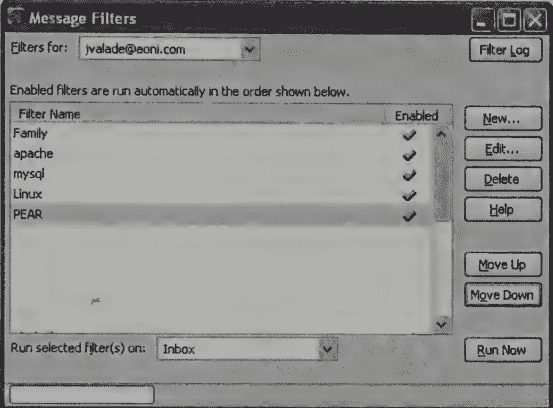 Message Filters
Filters for: jvalade@eoni.com
Filter Log
Enabled filters are run automatically in the order shown below.
Filter Name Enabled
Family
apache
mysql
Linux
PEAR
New...
Edit...
Delete
Help
Move Up
Move Down
Run selected filter(s) on: Inbox
Run Now